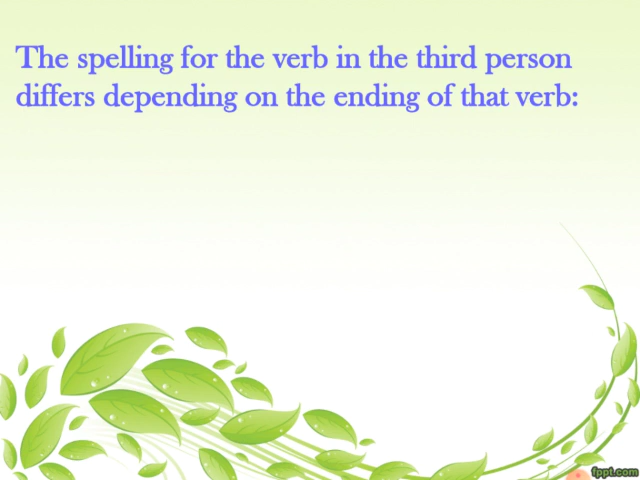 The spelling for the verb in the third person
differs depending on the ending of that verb:
fppt.com